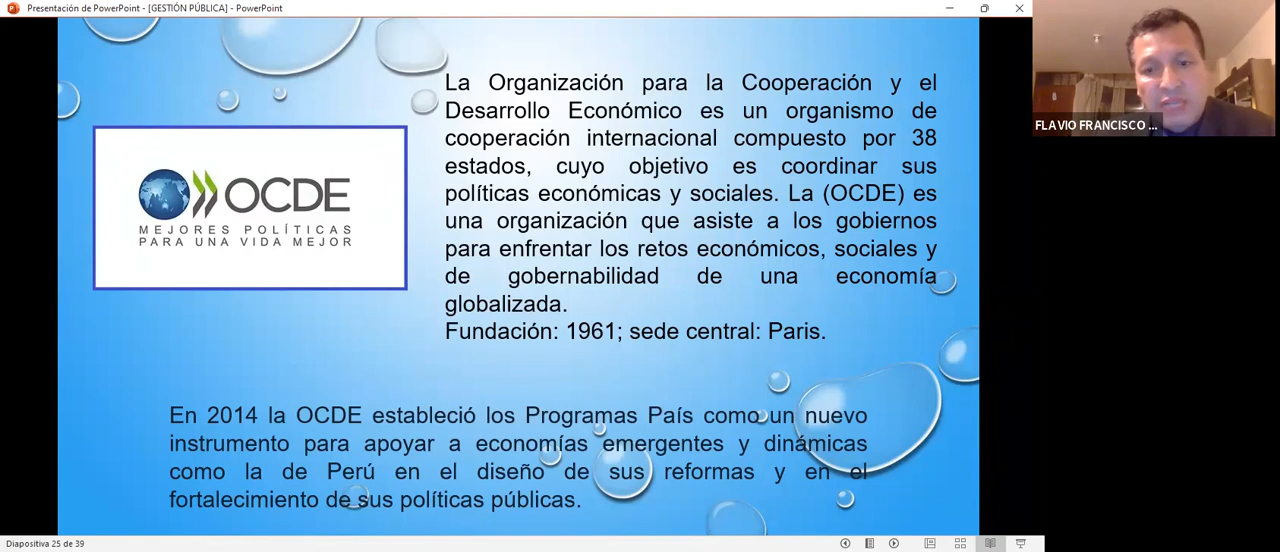 Presentación de PowerPoint - [GESTIÓN PÚBLICA] - PowerPoint
La Organización para la Cooperación y el
Desarrollo Económico es un organismo de
cooperación internacional compuesto por 38
estados, cuyo objetivo es coordinar sus
políticas económicas y sociales. La (OCDE) es
una organización que asiste a los gobiernos
para enfrentar los retos económicos, sociales y
de gobernabilidad de una economía
globalizada.
Fundación: 1961; sede central: Paris.
OCDE
MEJORES POLÍTICAS
PARA UNA VIDA MEJOR
En 2014 la OCDE estableció los Programas País como un nuevo
instrumento para apoyar a economías emergentes y dinámicas
como la de Perú en el diseño de sus reformas y en el
fortalecimiento de sus políticas públicas.
FLAVIO FRANCISCO ...
Diapositiva 25 de 39